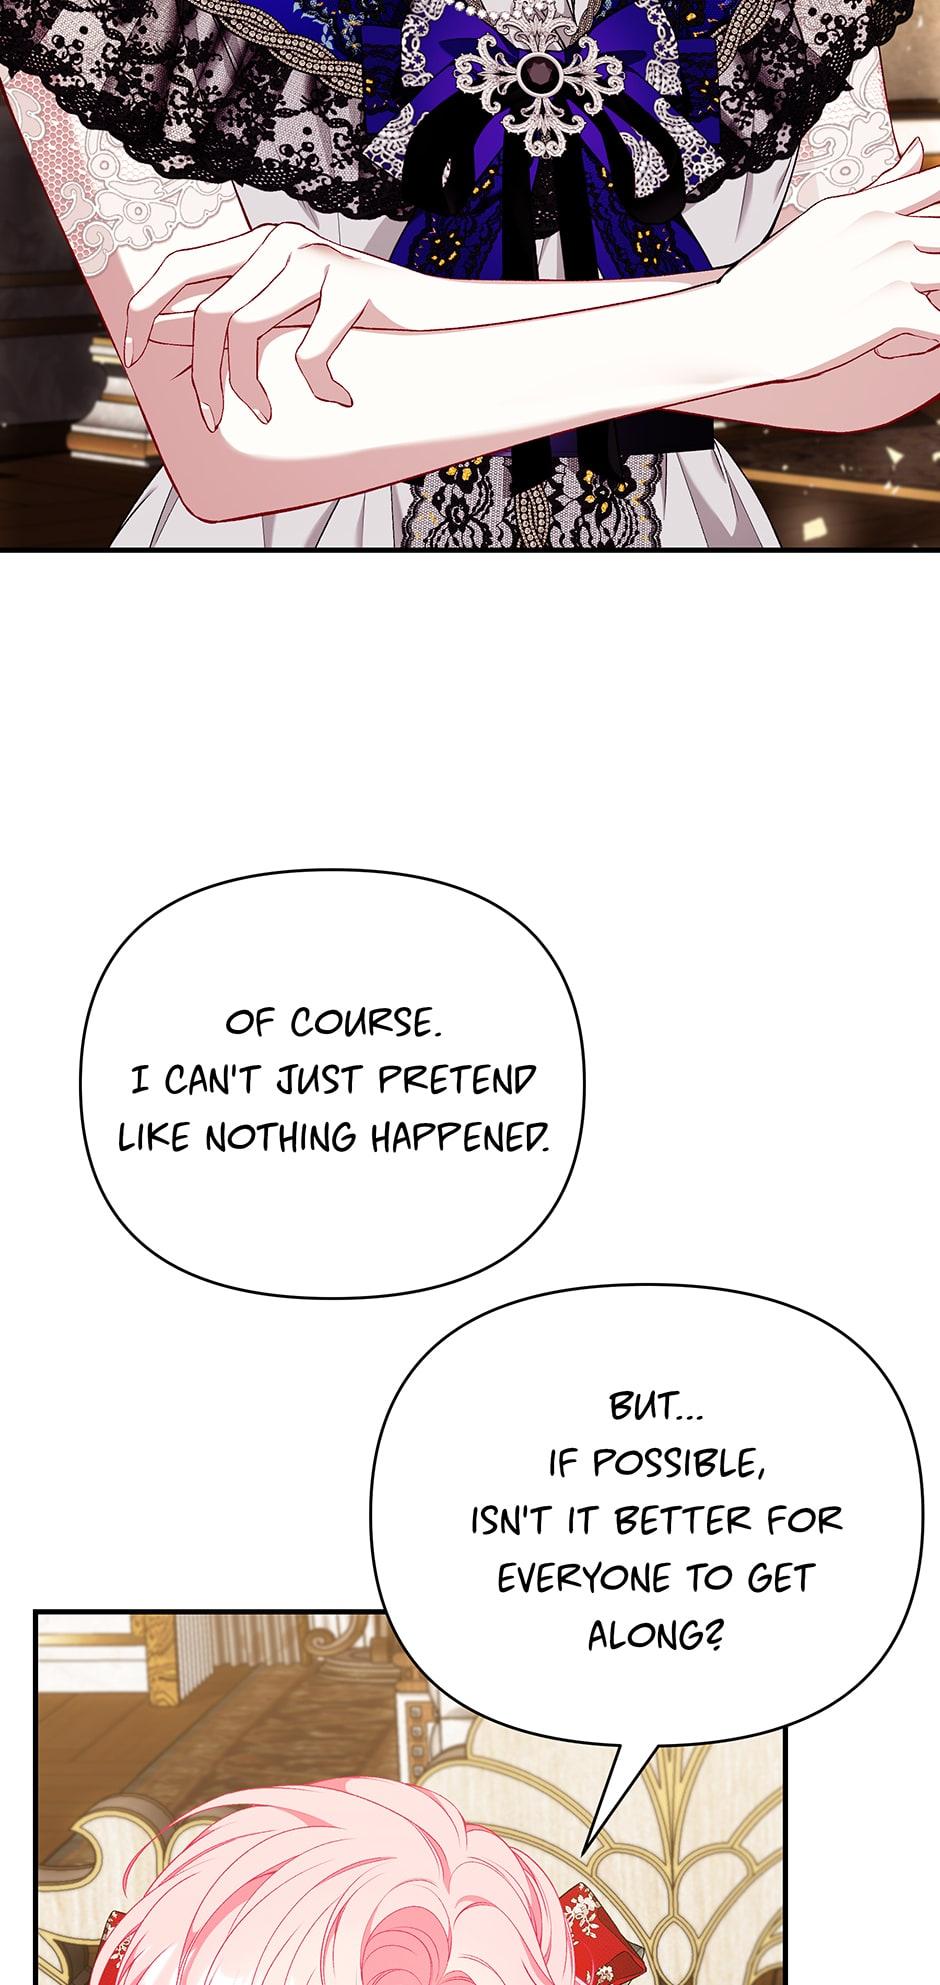 OF COURSE.
I CAN'T JUST PRETEND
LIKE NOTHING HAPPENED.
BUT...
IF POSSIBLE,
ISN'T IT BETTER FOR
EVERYONE TO GET
ALONG?